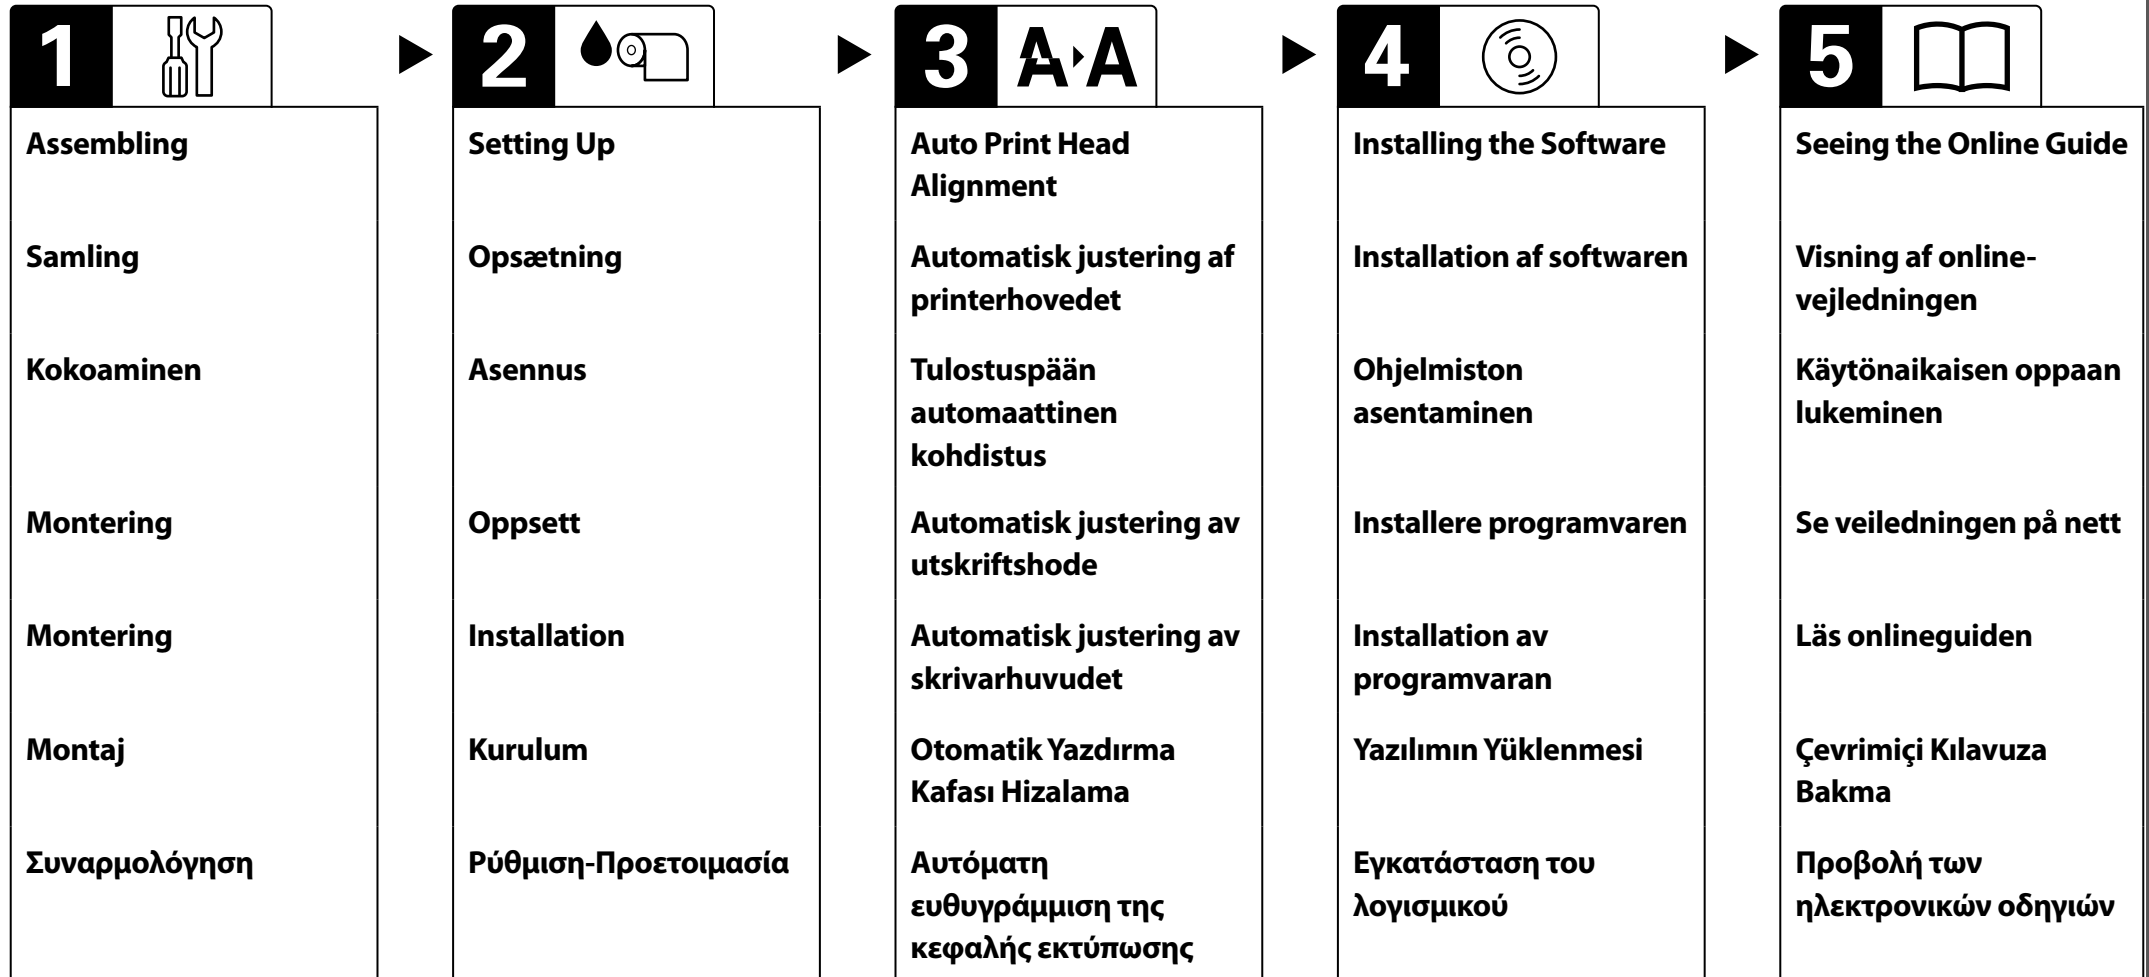 1
Assembling
Samling
Kokoaminen
Montering
Montering
Montaj
Συναρμολόγηση
2
Setting Up
Opsætning
Asennus
Oppsett
Installation
Kurulum
Ρύθμιση-Προετοιμασία
3 A A
Auto Print Head
Alignment
Automatisk justering af
printerhovedet
Tulostuspään
automaattinen
kohdistus
Automatisk justering av
utskriftshode
Automatisk justering av
skrivarhuvudet
Otomatik Yazdırma
Kafası Hizalama
Αυτόματη
ευθυγράμμιση της
κεφαλής εκτύπωσης
4
Installing the Software
Installation af softwaren
Ohjelmiston
asentaminen
Installere programvaren
Installation av
programvaran
Yazılımın Yüklenmesi
Εγκατάσταση του
λογισμικού
5
Seeing the Online Guide
Visning af online-
vejledningen
Käytönaikaisen oppaan
lukeminen
Se veiledningen på nett
Läs onlineguiden
Çevrimiçi Kılavuza
Bakma
Προβολή των
ηλεκτρονικών οδηγιών